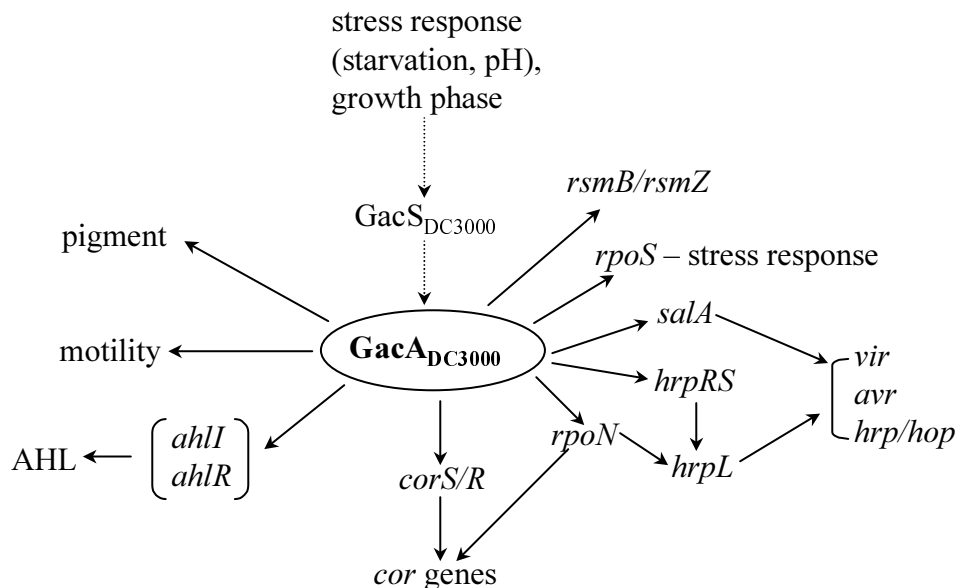 stress response
(starvation, pH),
growth phase
rsmB/rsmZ
GacS_DC3000
pigment
rpoS – stress response
salA
GacA_DC3000
motility
vir
hrpRS
avr
ahlI
rpoN
hrp/hop
AHL
ahlR
corS/R
hrpL
cor genes